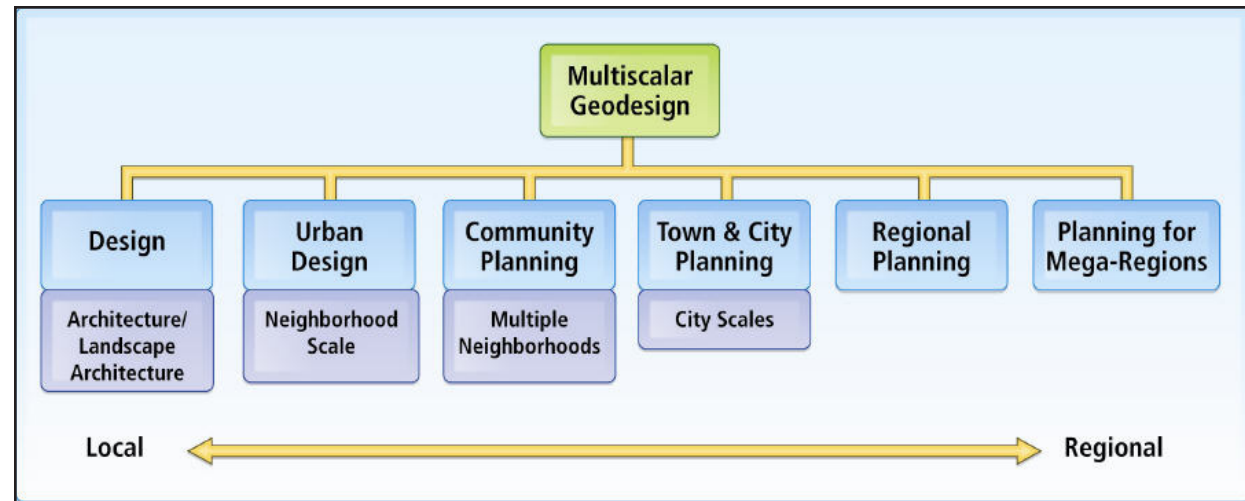 Multiscalar
Geodesign
Design
Architecture/
Landscape
Architecture
Urban
Design
Neighborhood
Scale
Community
Planning
Multiple
Neighborhoods
Town & City
Planning
City Scales
Regional
Planning
Planning for
Mega-Regions
Local
Regional